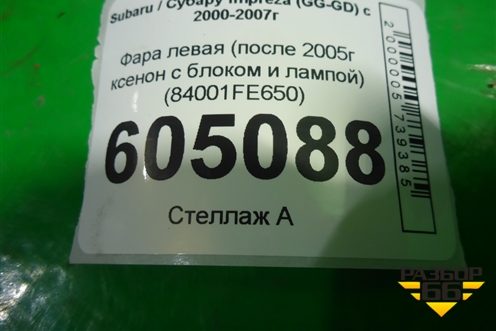 Subaru / Субару Impreza (GG-GD) с
2000-2007г
Фара левая (после 2005г
ксенон с блоком и лампой)
(84001FE650)
605088
Стеллаж А
2000005739385
РАЗБОР
66